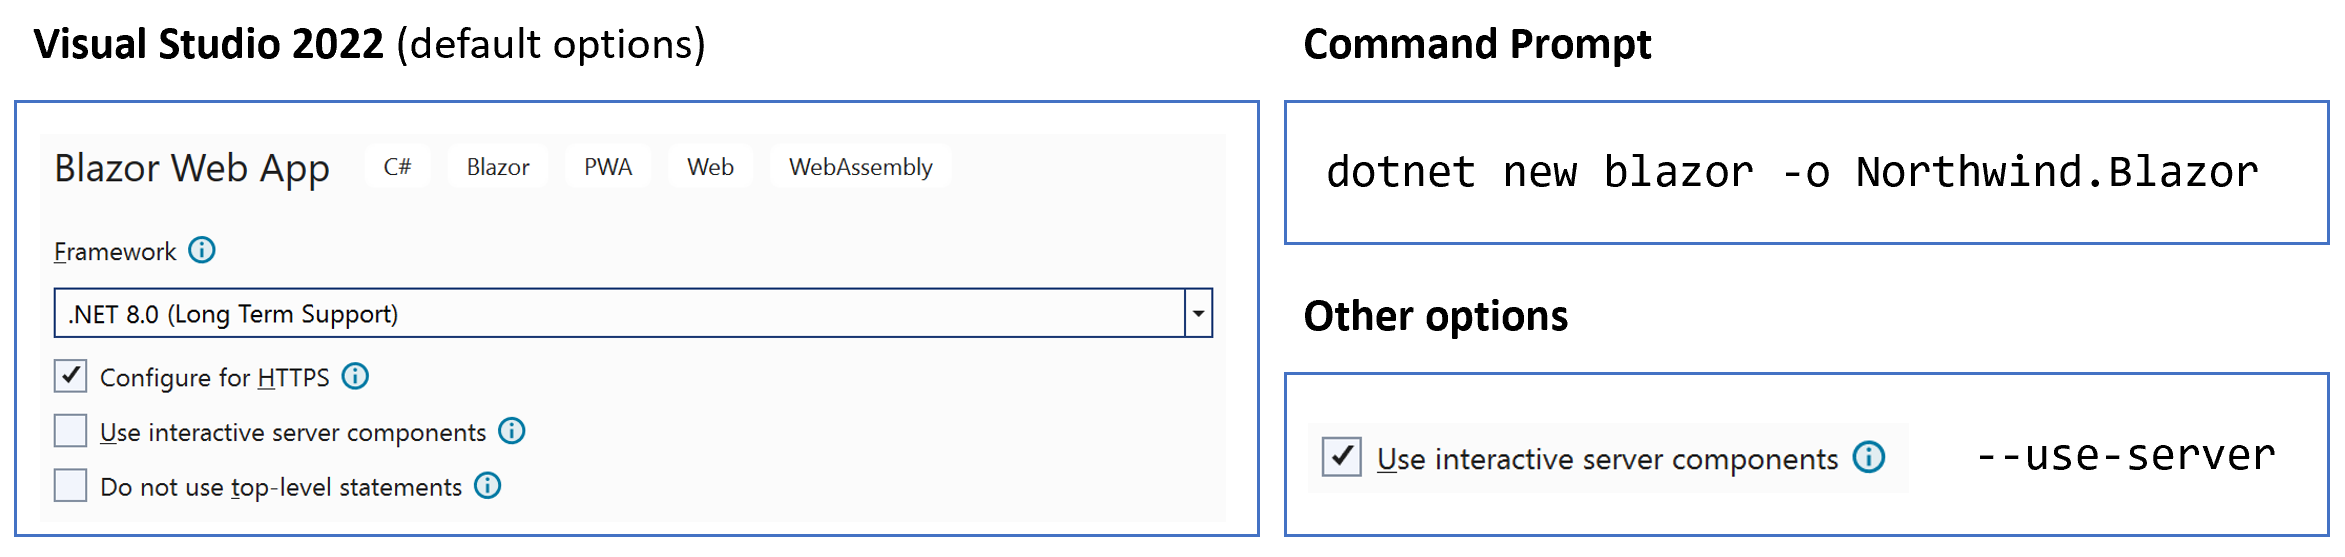 Visual Studio 2022 (default options)
Blazor Web App C# Blazor PWA Web WebAssembly
Framework
.NET 8.0 (Long Term Support)
Configure for HTTPS
Use interactive server components
Do not use top-level statements
Command Prompt
dotnet new blazor -o Northwind.Blazor
Other options
Use interactive server components --use-server